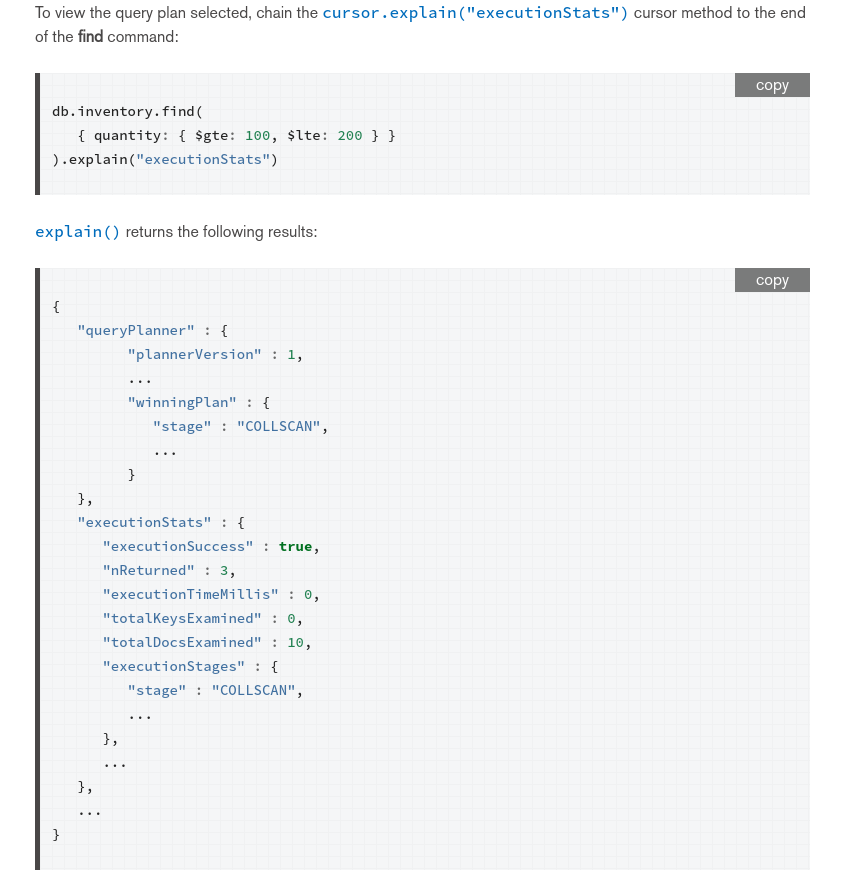 To view the query plan selected, chain the cursor.explain("executionStats") cursor method to the end
of the find command:
copy
db.inventory.find(
   { quantity: { $gte: 100, $lte: 200 } }
).explain("executionStats")
explain() returns the following results:
copy
{
   "queryPlanner" : {
         "plannerVersion" : 1,
         ...
         "winningPlan" : {
            "stage" : "COLLSCAN",
            ...
         }
   },
   "executionStats" : {
      "executionSuccess" : true,
      "nReturned" : 3,
      "executionTimeMillis" : 0,
      "totalKeysExamined" : 0,
      "totalDocsExamined" : 10,
      "executionStages" : {
         "stage" : "COLLSCAN",
         ...
      },
      ...
   },
   ...
}